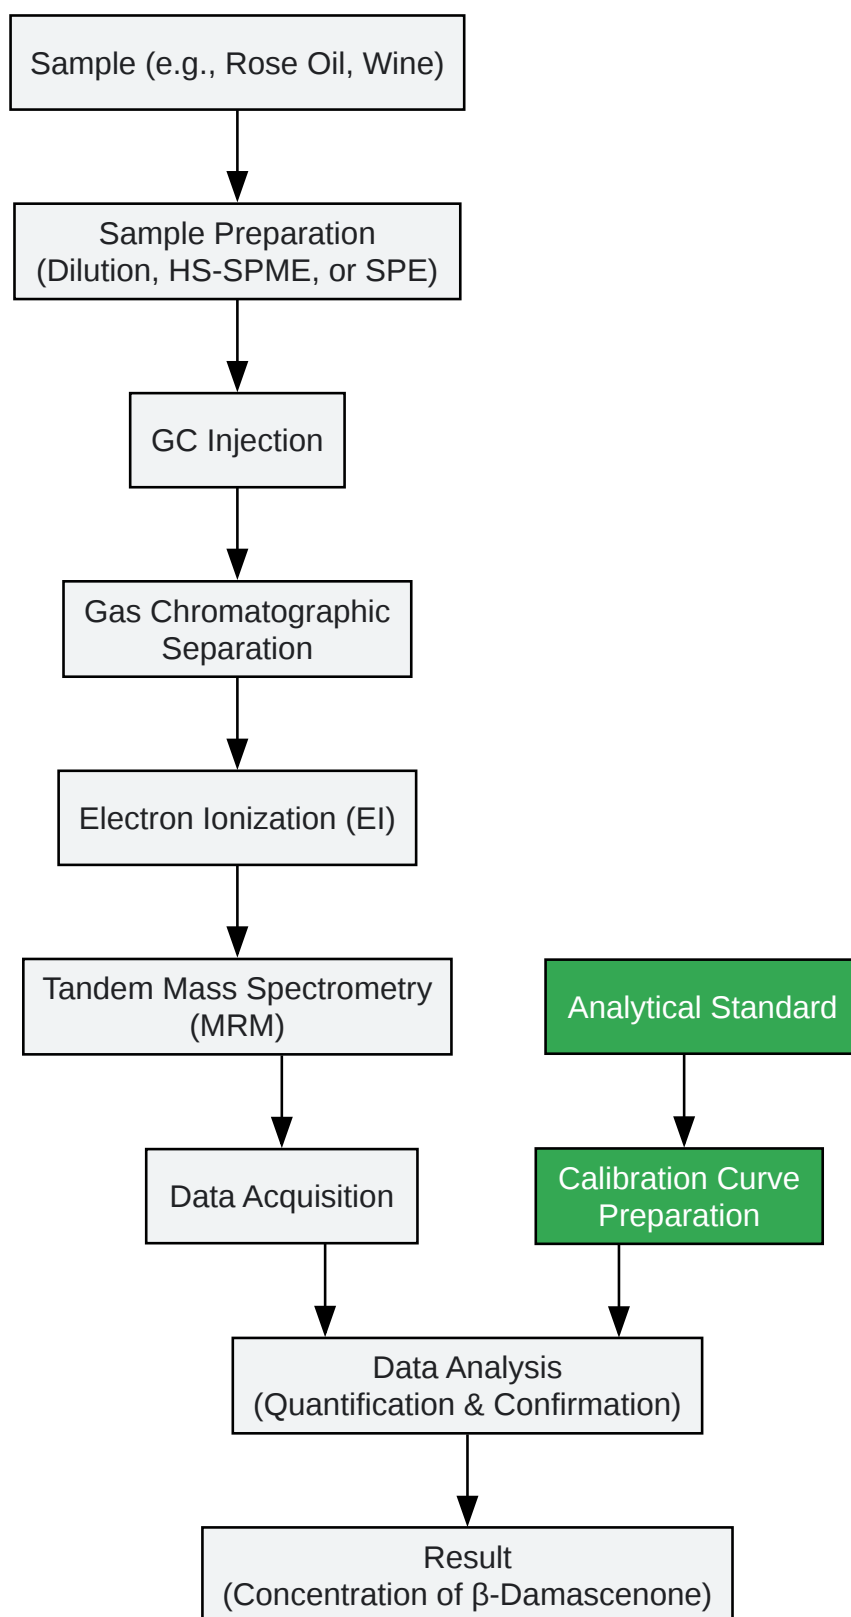 Sample (e.g., Rose Oil, Wine)
Sample Preparation
(Dilution, HS-SPME, or SPE)
GC Injection
Gas Chromatographic
Separation
Electron Ionization (EI)
Tandem Mass Spectrometry
(MRM)
Analytical Standard
Data Acquisition
Calibration Curve
Preparation
Data Analysis
(Quantification & Confirmation)
Result
(Concentration of β-Damascenone)